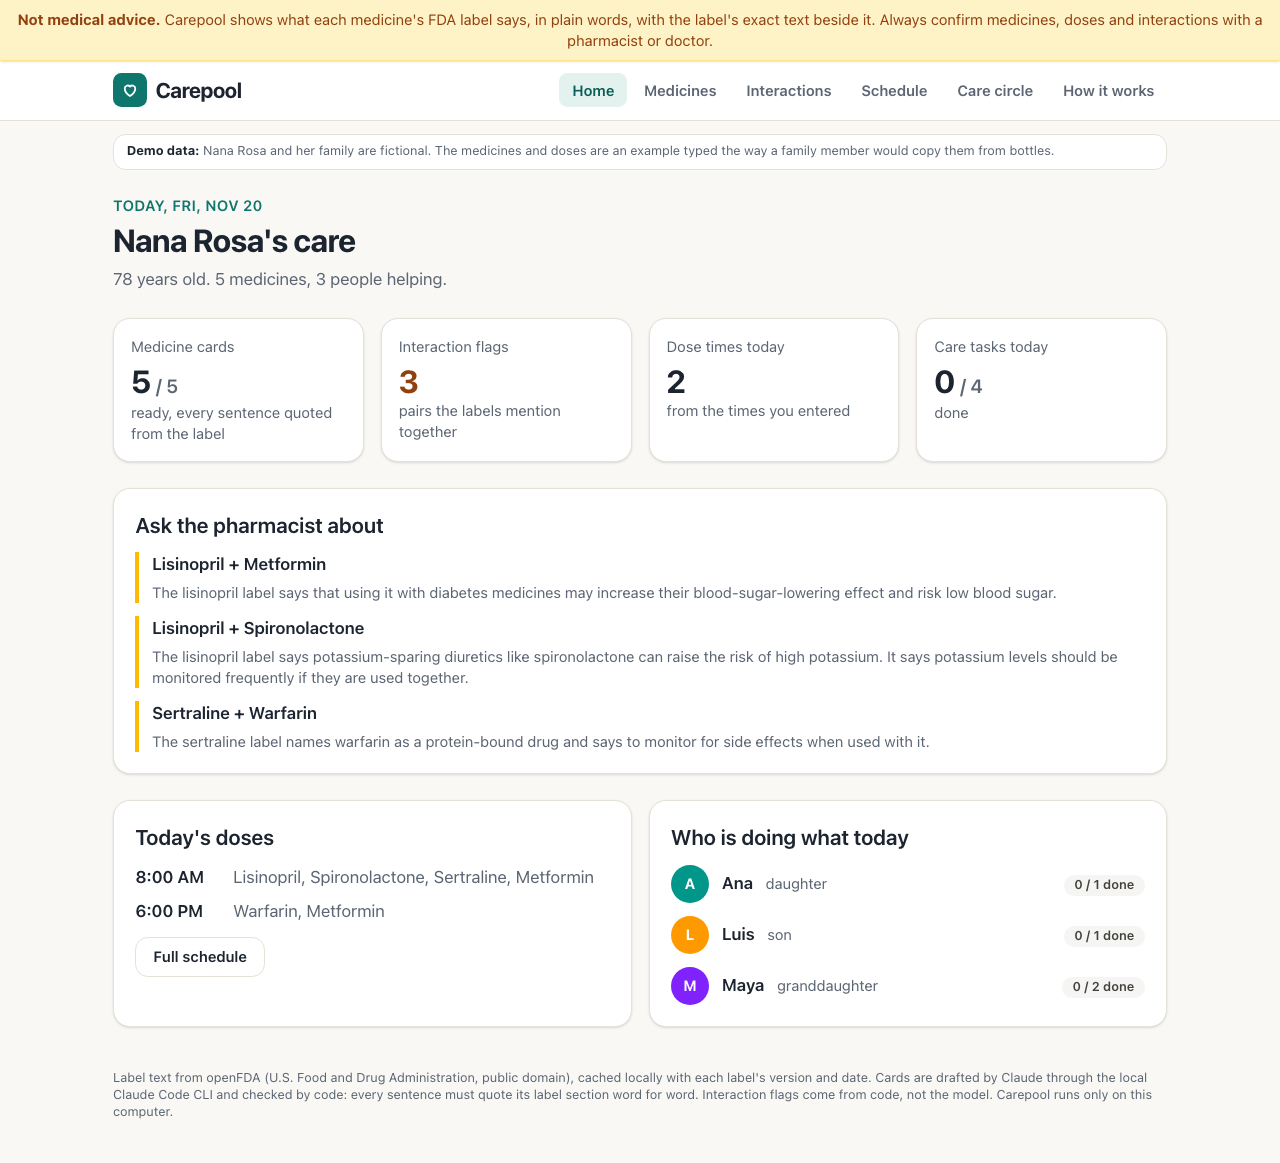 Not medical advice. Carepool shows what each medicine's FDA label says, in plain words, with the label's exact text beside it. Always confirm medicines, doses and interactions with a
pharmacist or doctor.
Carepool
Home Medicines Interactions Schedule Care circle How it works
Demo data: Nana Rosa and her family are fictional. The medicines and doses are an example typed the way a family member would copy them from bottles.
TODAY, FRI, NOV 20
Nana Rosa's care
78 years old. 5 medicines, 3 people helping.
Medicine cards
5 / 5
ready, every sentence quoted
from the label
Interaction flags
3
pairs the labels mention
together
Dose times today
2
from the times you entered
Care tasks today
0 / 4
done
Ask the pharmacist about
Lisinopril + Metformin
The lisinopril label says that using it with diabetes medicines may increase their blood-sugar-lowering effect and risk low blood sugar.
Lisinopril + Spironolactone
The lisinopril label says potassium-sparing diuretics like spironolactone can raise the risk of high potassium. It says potassium levels should be
monitored frequently if they are used together.
Sertraline + Warfarin
The sertraline label names warfarin as a protein-bound drug and says to monitor for side effects when used with it.
Today's doses
8:00 AM Lisinopril, Spironolactone, Sertraline, Metformin
6:00 PM Warfarin, Metformin
Full schedule
Who is doing what today
A Ana daughter 0 / 1 done
L Luis son 0 / 1 done
M Maya granddaughter 0 / 2 done
Label text from openFDA (U.S. Food and Drug Administration, public domain), cached locally with each label's version and date. Cards are drafted by Claude through the local
Claude Code CLI and checked by code: every sentence must quote its label section word for word. Interaction flags come from code, not the model. Carepool runs only on this
computer.